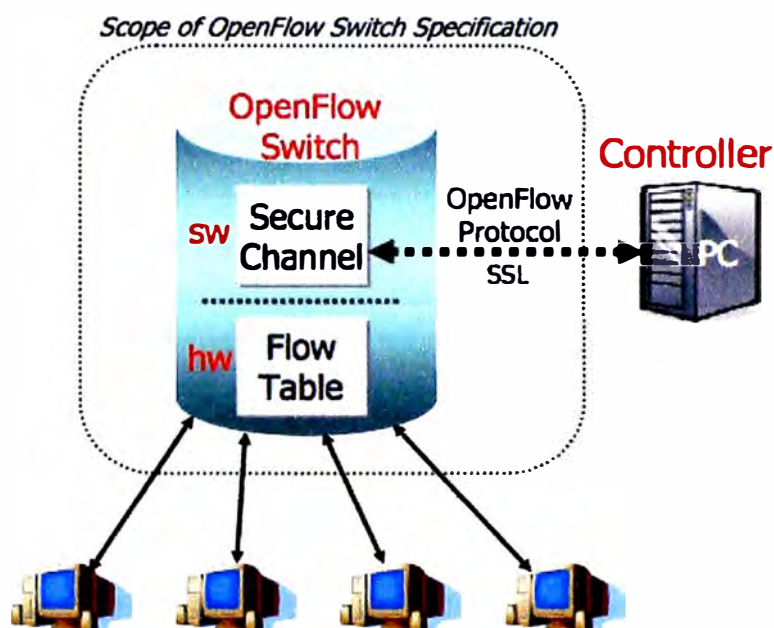 Scope of OpenFlow Switch Specification
OpenFlow
Switch
Controller
sw
Secure
Channel
OpenFlow
Protocol
SSL
PC
hw
Flow
Table